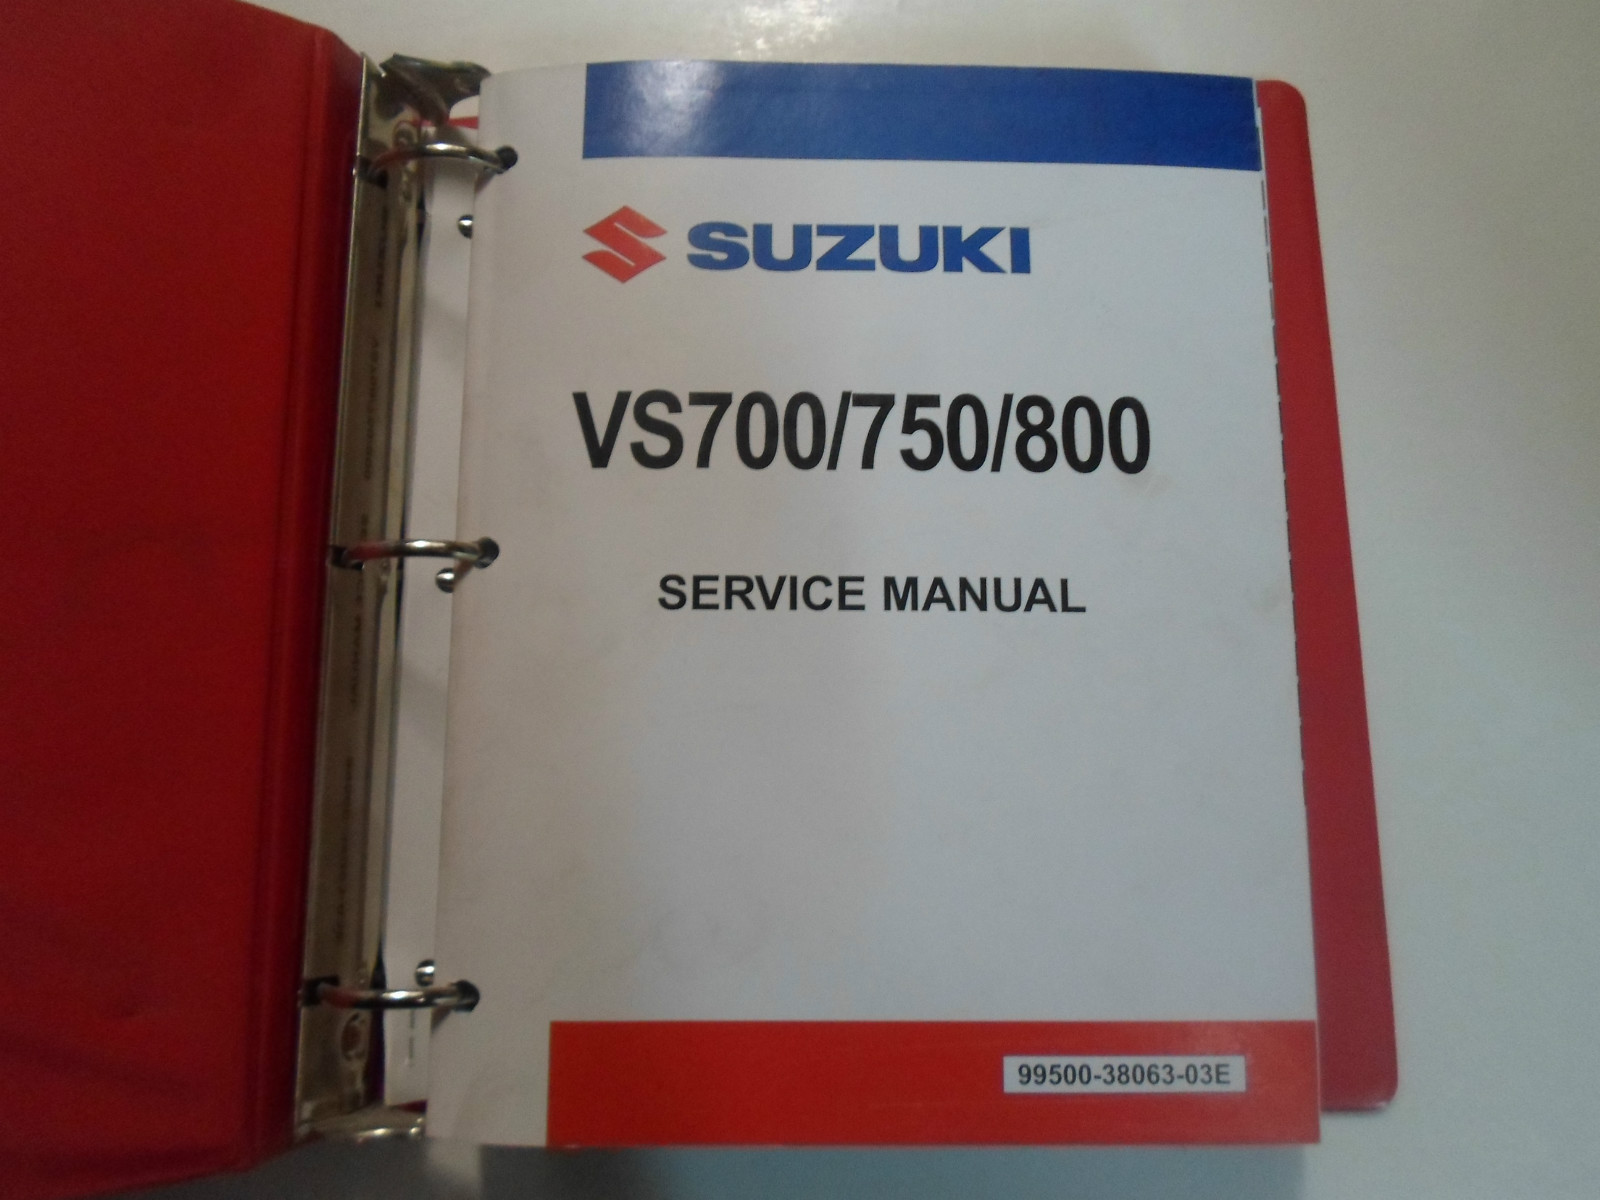 SUZUKI
VS700/750/800
SERVICE MANUAL
99500-38063-03E